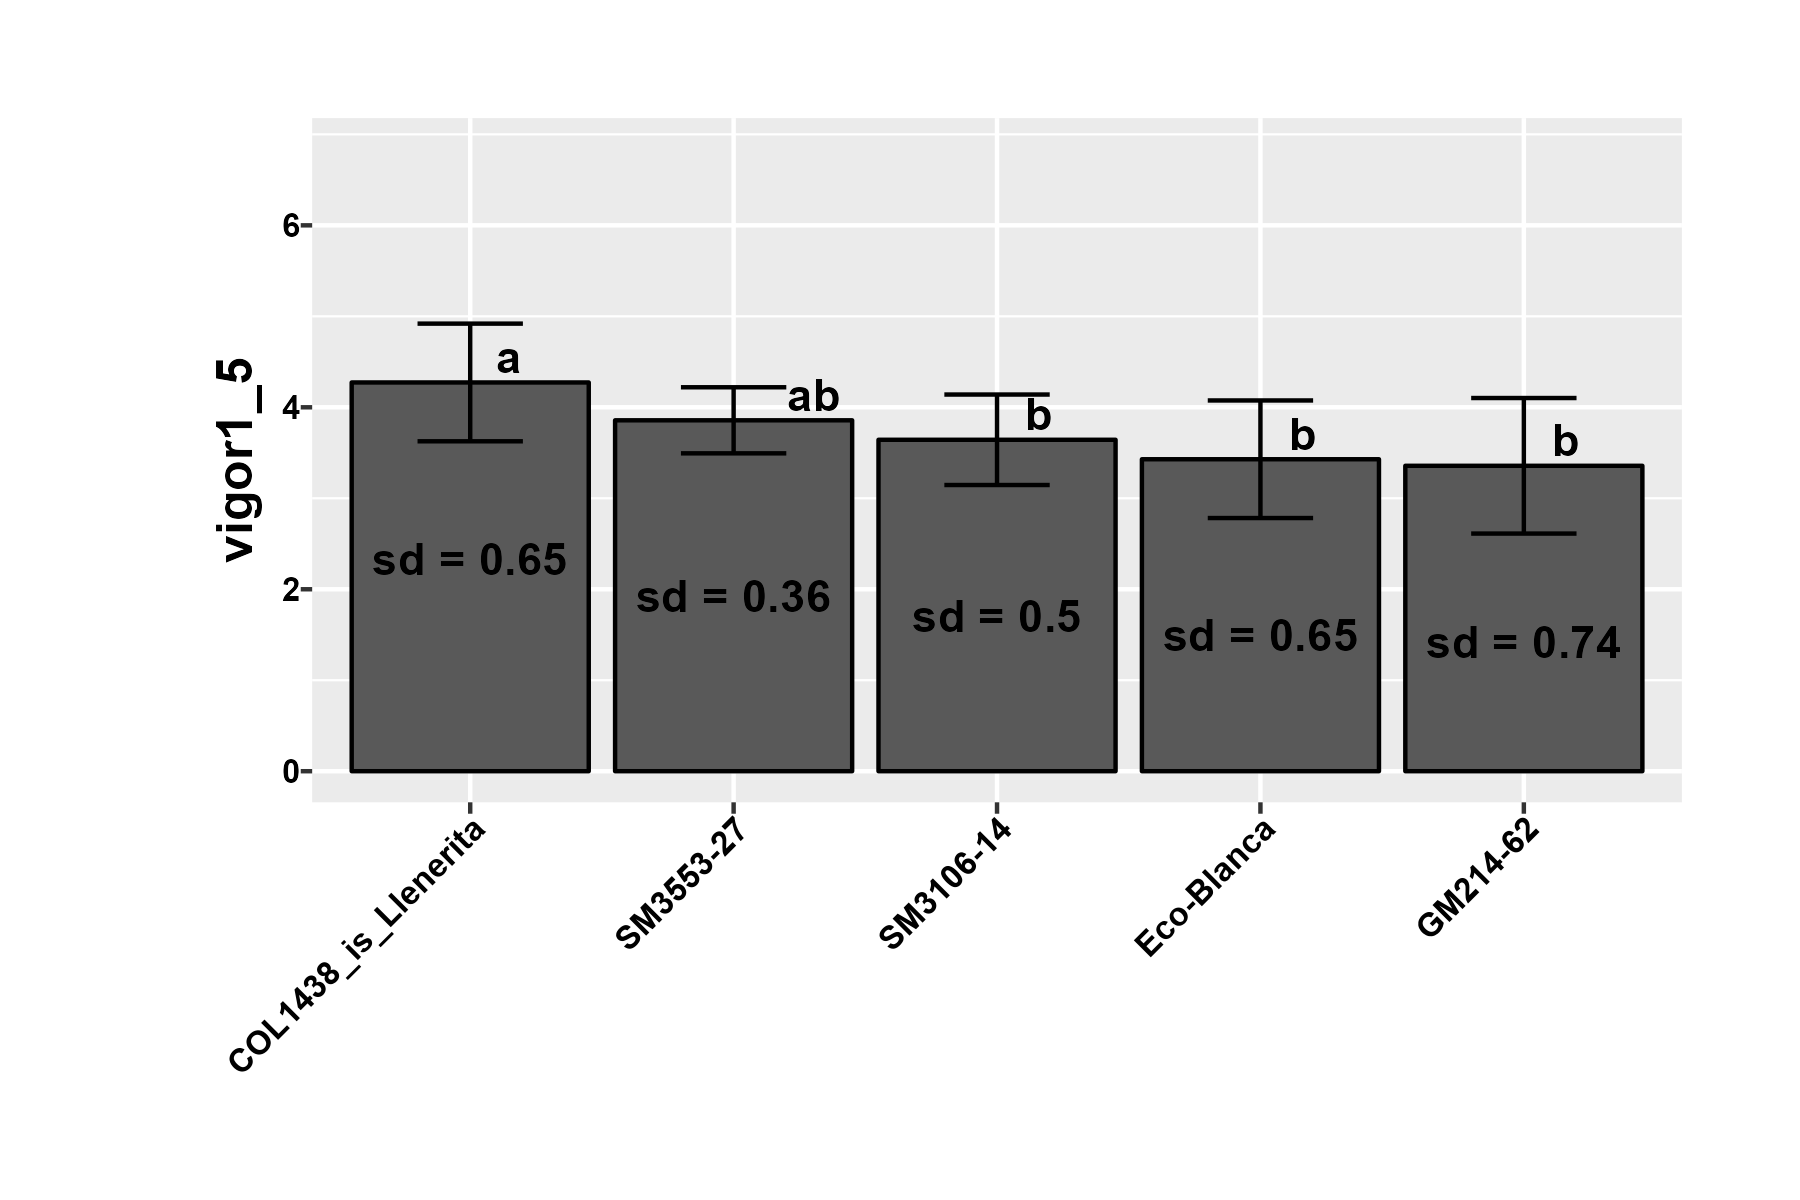 vigor1_5
6
4
2
0
a
ab
b
b
b
sd = 0.65
sd = 0.36
sd = 0.5
sd = 0.65
sd = 0.74
COL1438_is_Llenerita
SM3553-27
SM3106-14
Eco-Blanca
GM214-62